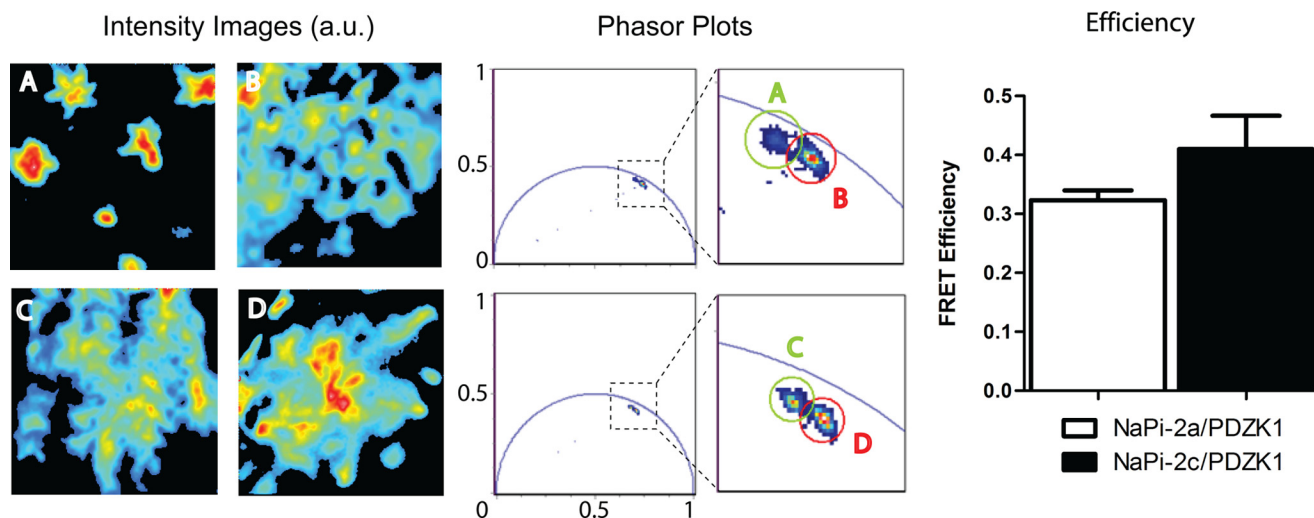 Intensity Images (a.u.)
Phasor Plots
Efficiency
A
B
C
D
1
0.5
0
A
B
1
0.5
0
0.5
1
C
D
FRET Efficiency
0.5
0.4
0.3
0.2
0.1
0.0
NaPi-2a/PDZK1
NaPi-2c/PDZK1